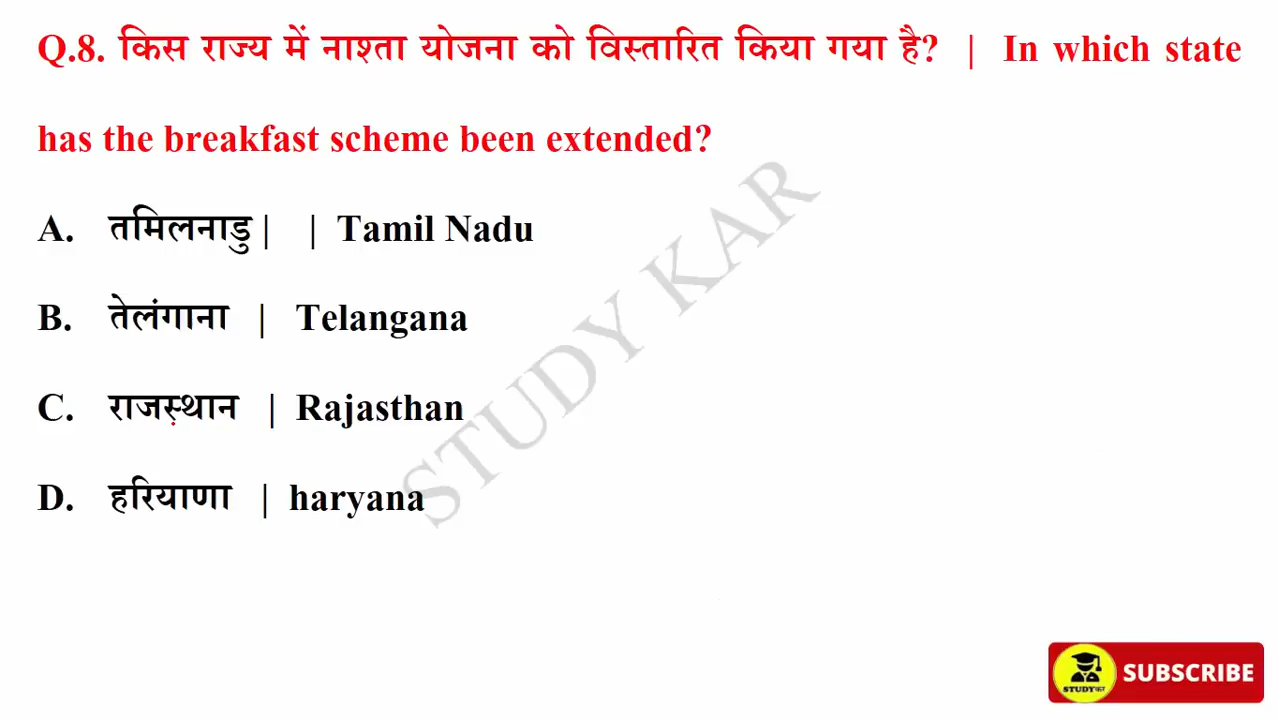 Q.8. किस राज्य में नाश्ता योजना को विस्तारित किया गया है? | In which state
has the breakfast scheme been extended?
A. तमिलनाडु | | Tamil Nadu
B. तेलंगाना | Telangana
C. राजस्थान | Rajasthan
D. हरियाणा | haryana
STUDY KAR
SUBSCRIBE
STUDYकर